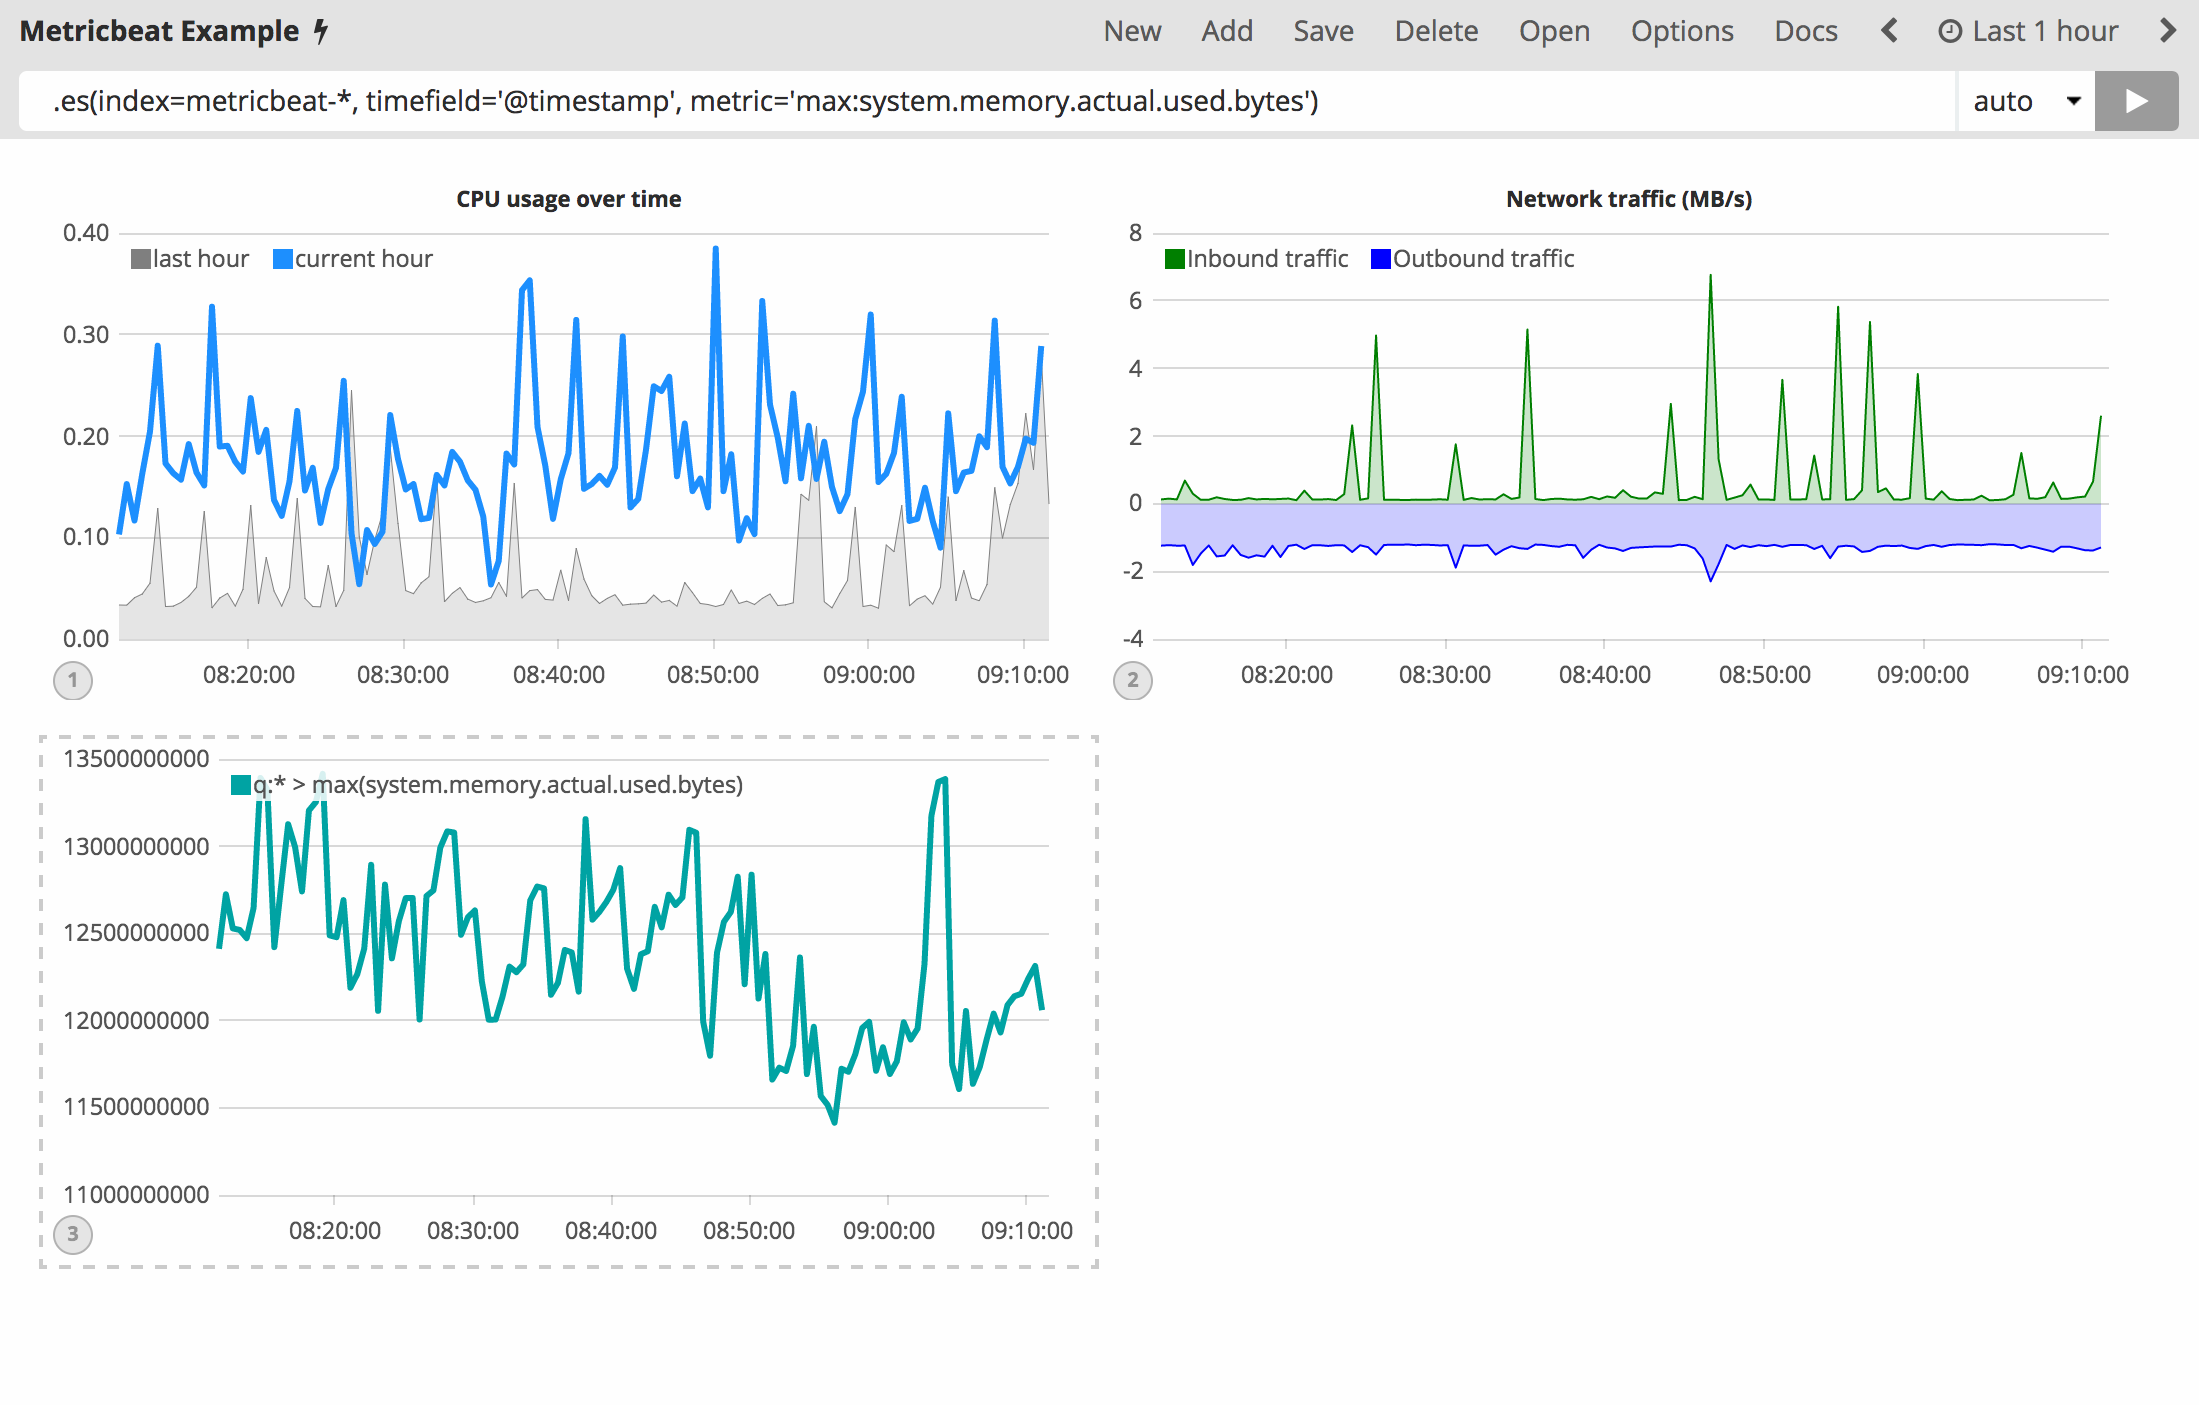 Metricbeat Example New Add Save Delete Open Options Docs Last 1 hour
.es(index=metricbeat-*, timefield='@timestamp', metric='max:system.memory.actual.used.bytes') auto
CPU usage over time
0.40
last hour current hour
0.30
0.20
0.10
0.00
08:20:00 08:30:00 08:40:00 08:50:00 09:00:00 09:10:00
1
Network traffic (MB/s)
8
Inbound traffic Outbound traffic
6
4
2
0
-2
-4
08:20:00 08:30:00 08:40:00 08:50:00 09:00:00 09:10:00
2
13500000000
q:* > max(system.memory.actual.used.bytes)
13000000000
12500000000
12000000000
11500000000
11000000000
08:20:00 08:30:00 08:40:00 08:50:00 09:00:00 09:10:00
3